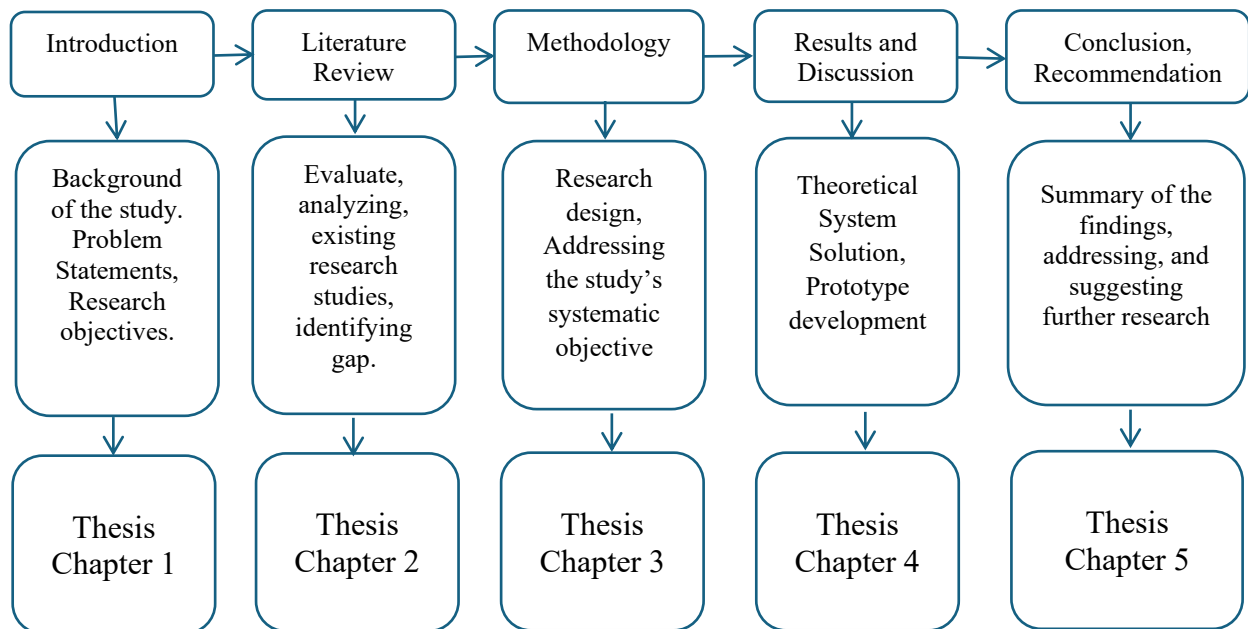 Introduction
Literature
Review
Methodology
Results and
Discussion
Conclusion,
Recommendation
Background
of the study.
Problem
Statements,
Research
objectives.
Evaluate,
analyzing,
existing
research
studies,
identifying
gap.
Research
design,
Addressing
the study’s
systematic
objective
Theoretical
System
Solution,
Prototype
development
Summary of the
findings,
addressing, and
suggesting
further research
Thesis
Chapter 1
Thesis
Chapter 2
Thesis
Chapter 3
Thesis
Chapter 4
Thesis
Chapter 5